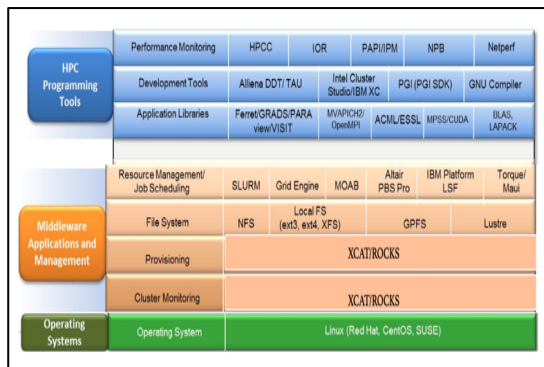 HPC
Programming
Tools
Performance Monitoring HPCC IOR PAPI/IPM NPB Netperf
Development Tools Alliena DDT/ TAU Intel Cluster Studio/IBM XC PGI (PGI SDK) GNU Compiler
Application Libraries Ferret/GRADS/PARA view/VISIT MVAPICH2/ OpenMPI ACML/ESSL MPSS/CUDA BLAS, LAPACK
Middleware
Applications and
Management
Resource Management/ Job Scheduling SLURM Grid Engine MOAB Altair PBS Pro IBM Platform LSF Torque/ Maui
File System NFS Local FS (ext3, ext4, XFS) GPFS Lustre
Provisioning XCAT/ROCKS
Cluster Monitoring XCAT/ROCKS
Operating
Systems
Operating System Linux (Red Hat, CentOS, SUSE)